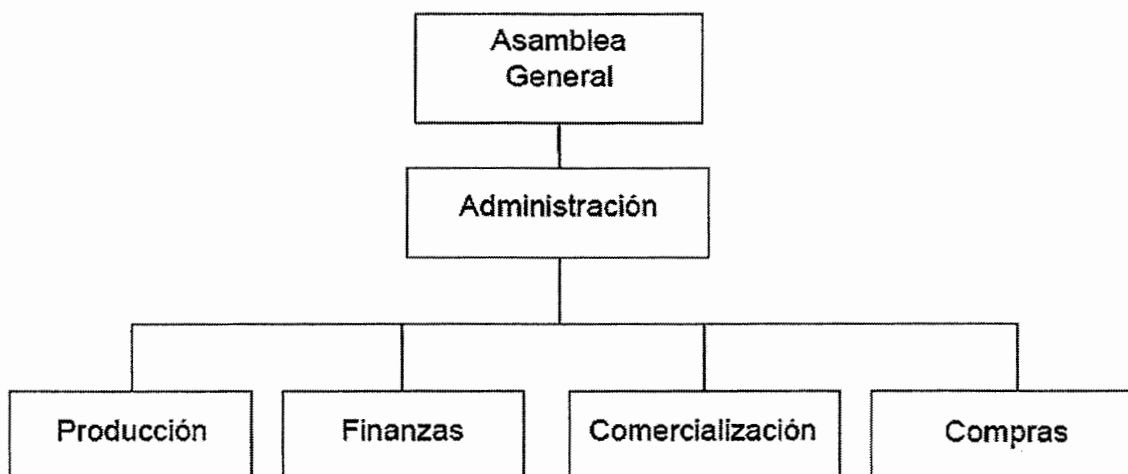 Asamblea
General
Administración
Producción
Finanzas
Comercialización
Compras